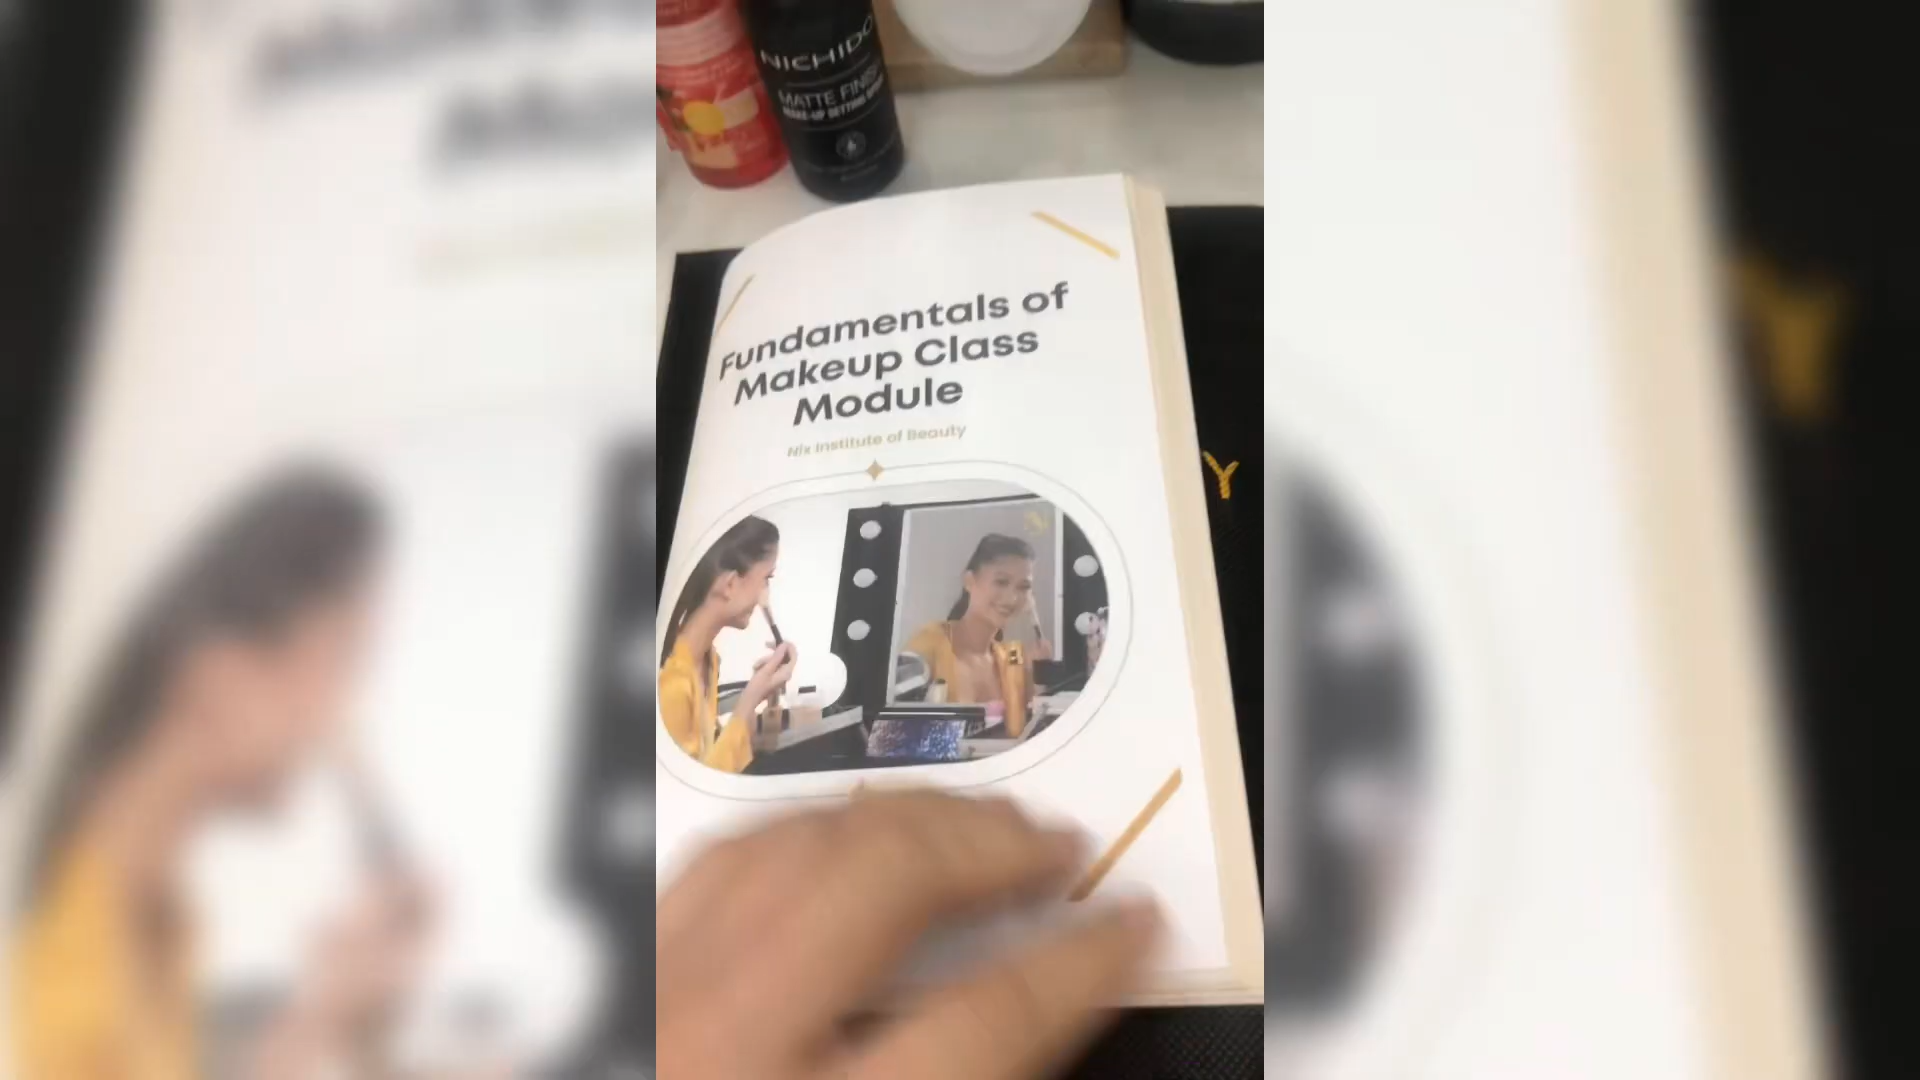 NICHIDO
MATTE FINISH
MAKE-UP SETTING SPRAY
Fundamentals of
Makeup Class
Module
Nix Institute of Beauty
Y